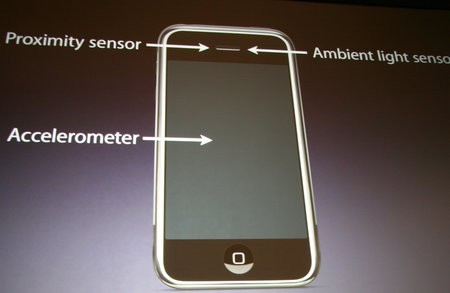 Proximity sensor
Ambient light senso
Accelerometer